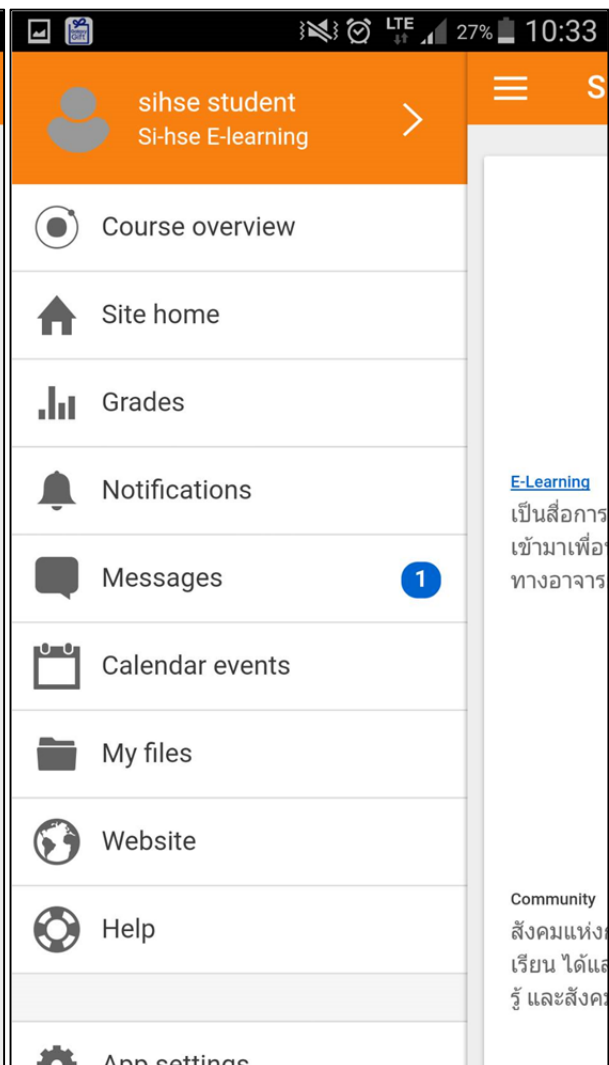 LTE 27% 10:33
sihse student
Si-hse E-learning
S
Course overview
Site home
Grades
Notifications
Messages 1
Calendar events
My files
Website
Help
App settings
E-Learning
เป็นสื่อการ
เข้ามาเพื่อ
ทางอาจาร
Community
สังคมแห่ง
เรียน ได้แ
รู้ และสังค